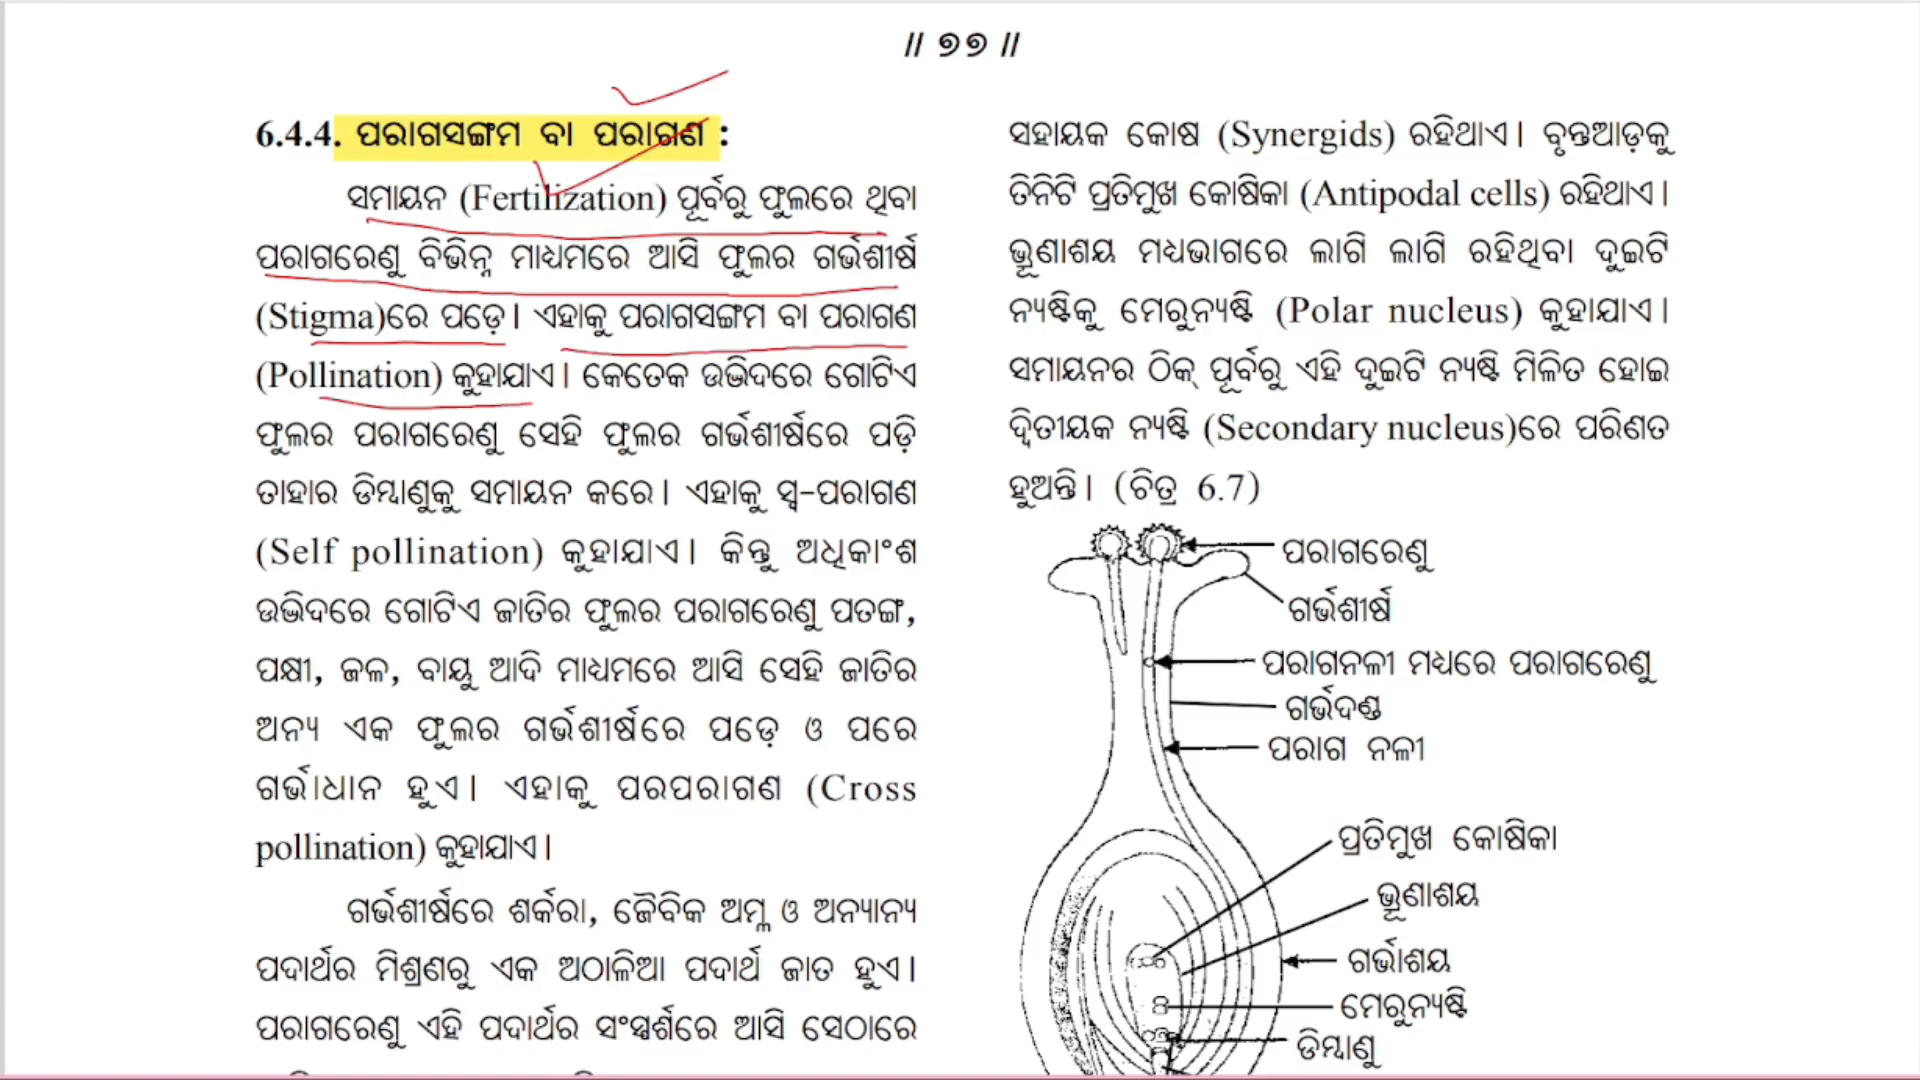 // ୭୭ //
6.4.4. ପରାଗସଙ୍ଗମ ବା ପରାଗଣ :
ସମାୟନ (Fertilization) ପୂର୍ବରୁ ଫୁଲରେ ଥିବା
ପରାଗରେଣୁ ବିଭିନ୍ନ ମାଧ୍ୟମରେ ଆସି ଫୁଲର ଗର୍ଭଶୀର୍ଷ
(Stigma)ରେ ପଡ଼େ। ଏହାକୁ ପରାଗସଙ୍ଗମ ବା ପରାଗଣ
(Pollination) କୁହାଯାଏ। କେତେକ ଉଦ୍ଭିଦରେ ଗୋଟିଏ
ଫୁଲର ପରାଗରେଣୁ ସେହି ଫୁଲର ଗର୍ଭଶୀର୍ଷରେ ପଡ଼ି
ତାହାର ଡିମ୍ବାଣୁକୁ ସମାୟନ କରେ। ଏହାକୁ ସ୍ୱ-ପରାଗଣ
(Self pollination) କୁହାଯାଏ। କିନ୍ତୁ ଅଧିକାଂଶ
ଉଦ୍ଭିଦରେ ଗୋଟିଏ ଜାତିର ଫୁଲର ପରାଗରେଣୁ ପତଙ୍ଗ,
ପକ୍ଷୀ, ଜଳ, ବାୟୁ ଆଦି ମାଧ୍ୟମରେ ଆସି ସେହି ଜାତିର
ଅନ୍ୟ ଏକ ଫୁଲର ଗର୍ଭଶୀର୍ଷରେ ପଡ଼େ ଓ ପରେ
ଗର୍ଭାଧାନ ହୁଏ। ଏହାକୁ ପରପରାଗଣ (Cross
pollination) କୁହାଯାଏ।
ଗର୍ଭଶୀର୍ଷରେ ଶର୍କରା, ଜୈବିକ ଅମ୍ଳ ଓ ଅନ୍ୟାନ୍ୟ
ପଦାର୍ଥର ମିଶ୍ରଣରୁ ଏକ ଅଠାଳିଆ ପଦାର୍ଥ ଜାତ ହୁଏ।
ପରାଗରେଣୁ ଏହି ପଦାର୍ଥର ସଂସ୍ପର୍ଶରେ ଆସି ସେଠାରେ
ସହାୟକ କୋଷ (Synergids) ରହିଥାଏ। ବୃନ୍ତଆଡ଼କୁ
ତିନିଟି ପ୍ରତିମୁଖ କୋଷିକା (Antipodal cells) ରହିଥାଏ।
ଭ୍ରୂଣାଶୟ ମଧ୍ୟଭାଗରେ ଲାଗି ଲାଗି ରହିଥିବା ଦୁଇଟି
ନ୍ୟଷ୍ଟିକୁ ମେରୁନ୍ୟଷ୍ଟି (Polar nucleus) କୁହାଯାଏ।
ସମାୟନର ଠିକ୍ ପୂର୍ବରୁ ଏହି ଦୁଇଟି ନ୍ୟଷ୍ଟି ମିଳିତ ହୋଇ
ଦ୍ୱିତୀୟକ ନ୍ୟଷ୍ଟି (Secondary nucleus)ରେ ପରିଣତ
ହୁଅନ୍ତି। (ଚିତ୍ର 6.7)
ପରାଗରେଣୁ
ଗର୍ଭଶୀର୍ଷ
ପରାଗନଳୀ ମଧ୍ୟରେ ପରାଗରେଣୁ
ଗର୍ଭଦଣ୍ଡ
ପରାଗ ନଳୀ
ପ୍ରତିମୁଖ କୋଷିକା
ଭ୍ରୂଣାଶୟ
ଗର୍ଭାଶୟ
ମେରୁନ୍ୟଷ୍ଟି
ଡିମ୍ବାଣୁ